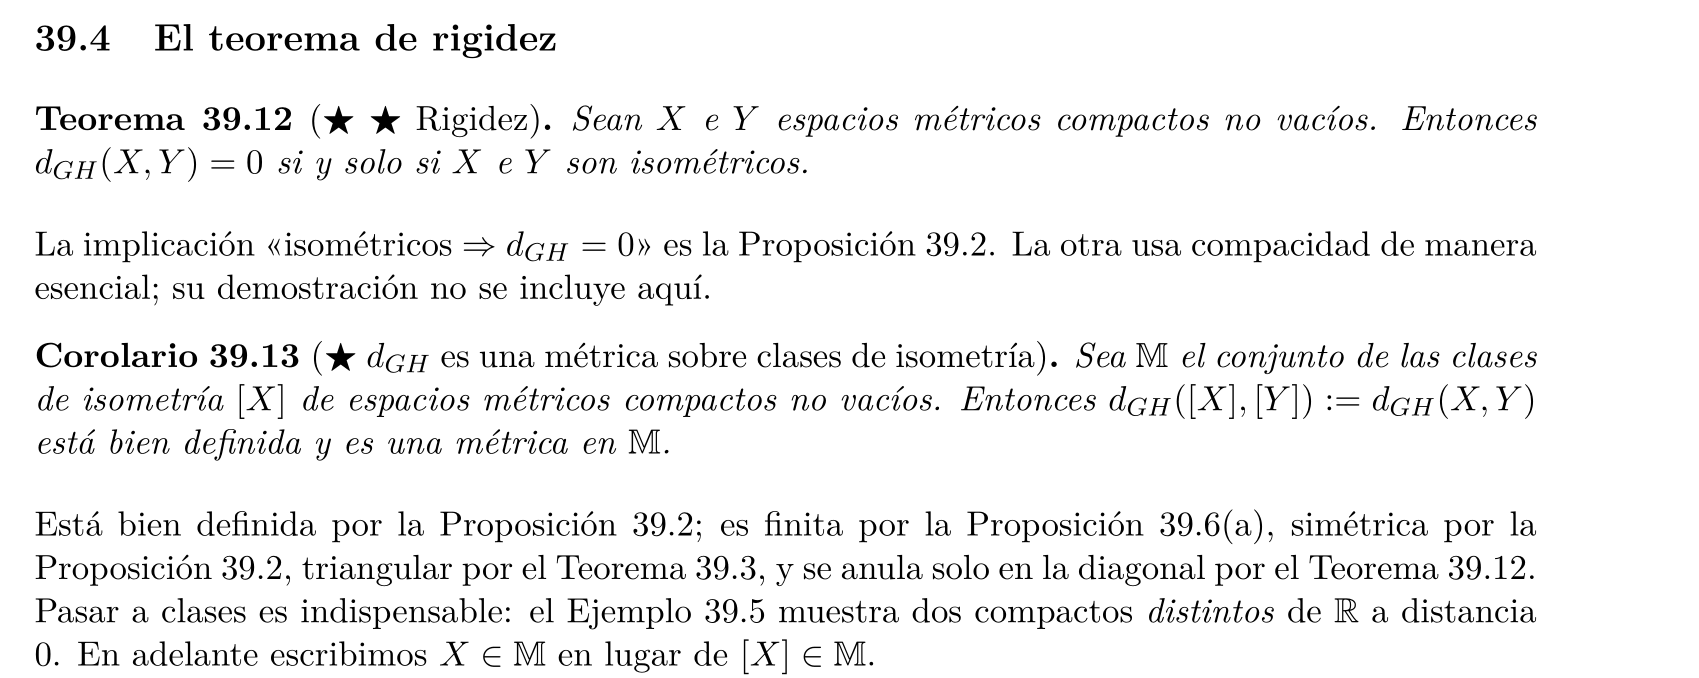 39.4 El teorema de rigidez
Teorema 39.12 (★ ★ Rigidez). Sean X e Y espacios métricos compactos no vacíos. Entonces
d_{GH}(X, Y) = 0 si y solo si X e Y son isométricos.
La implicación «isométricos ⇒ d_{GH} = 0» es la Proposición 39.2. La otra usa compacidad de manera
esencial; su demostración no se incluye aquí.
Corolario 39.13 (★ d_{GH} es una métrica sobre clases de isometría). Sea 𝕄 el conjunto de las clases
de isometría [X] de espacios métricos compactos no vacíos. Entonces d_{GH}([X], [Y]) := d_{GH}(X, Y)
está bien definida y es una métrica en 𝕄.
Está bien definida por la Proposición 39.2; es finita por la Proposición 39.6(a), simétrica por la
Proposición 39.2, triangular por el Teorema 39.3, y se anula solo en la diagonal por el Teorema 39.12.
Pasar a clases es indispensable: el Ejemplo 39.5 muestra dos compactos distintos de ℝ a distancia
0. En adelante escribimos X ∈ 𝕄 en lugar de [X] ∈ 𝕄.